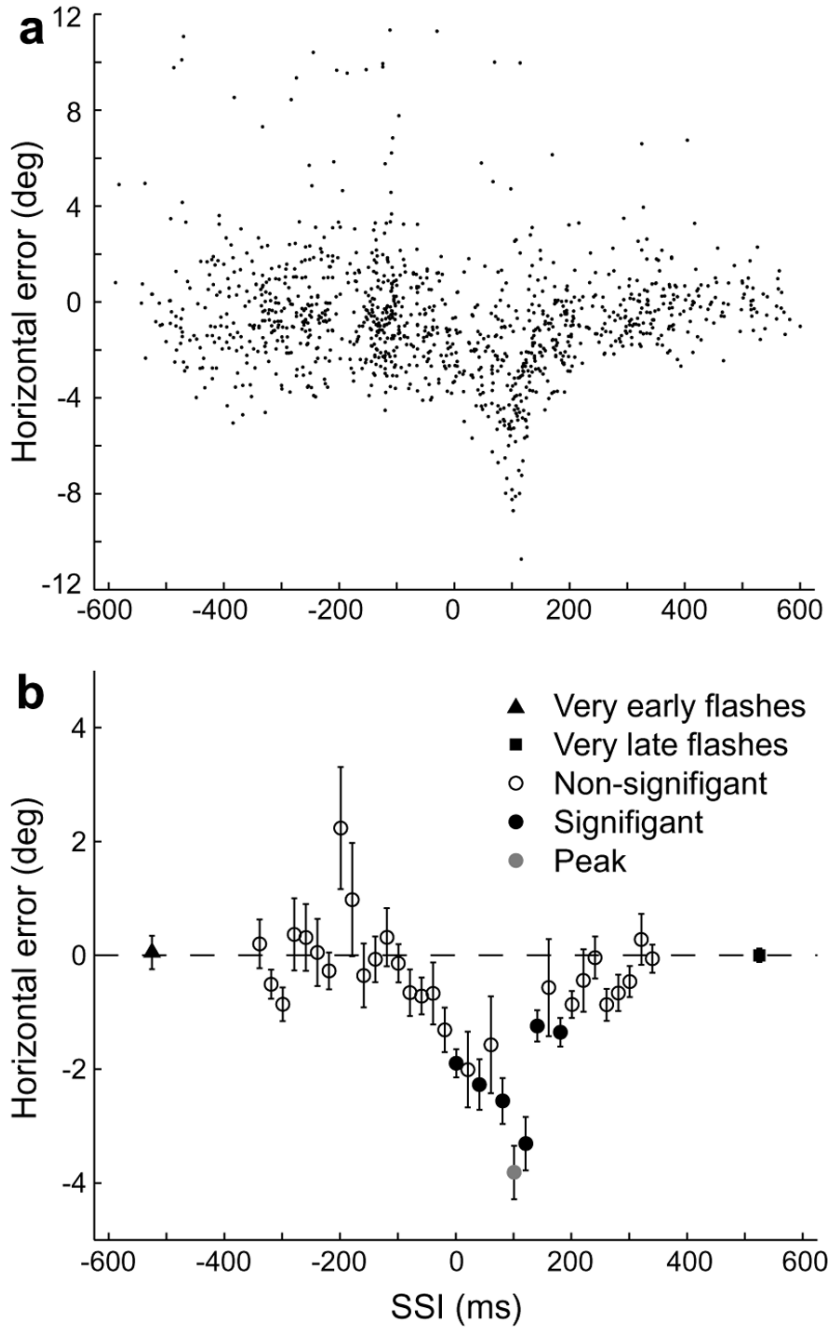 a
Horizontal error (deg)
12
8
4
0
-4
-8
-12
-600 -400 -200 0 200 400 600
b
Horizontal error (deg)
4
2
0
-2
-4
Very early flashes
Very late flashes
Non-signifigant
Signifigant
Peak
-600 -400 -200 0 200 400 600
SSI (ms)